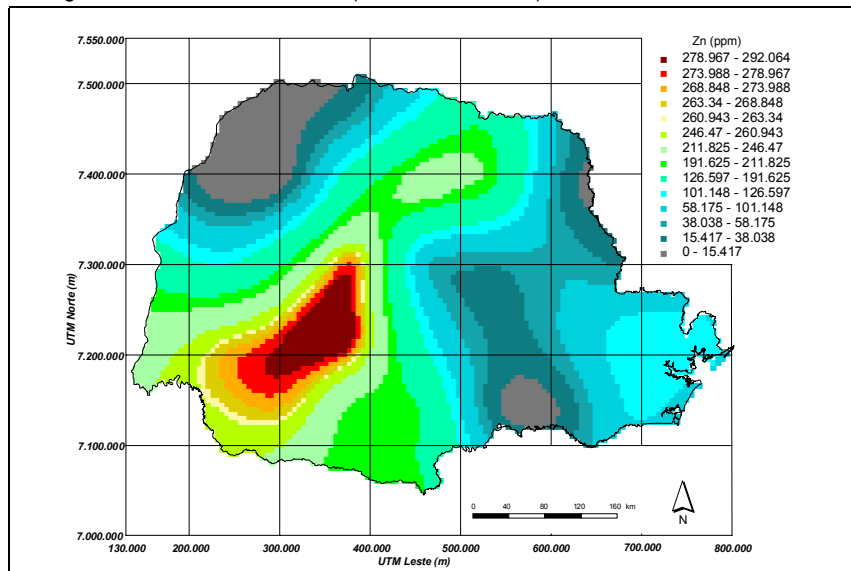 7.550.000
Zn (ppm)
278.967 - 292.064
273.988 - 278.967
268.848 - 273.988
263.34 - 268.848
260.943 - 263.34
246.47 - 260.943
211.825 - 246.47
191.625 - 211.825
126.597 - 191.625
101.148 - 126.597
58.175 - 101.148
38.038 - 58.175
15.417 - 38.038
0 - 15.417
7.500.000
7.400.000
7.300.000
7.200.000
7.100.000
7.000.000
UTM Norte (m)
0 40 80 120 160 km
N
130.000 200.000 300.000 400.000 500.000 600.000 700.000 800.000
UTM Leste (m)